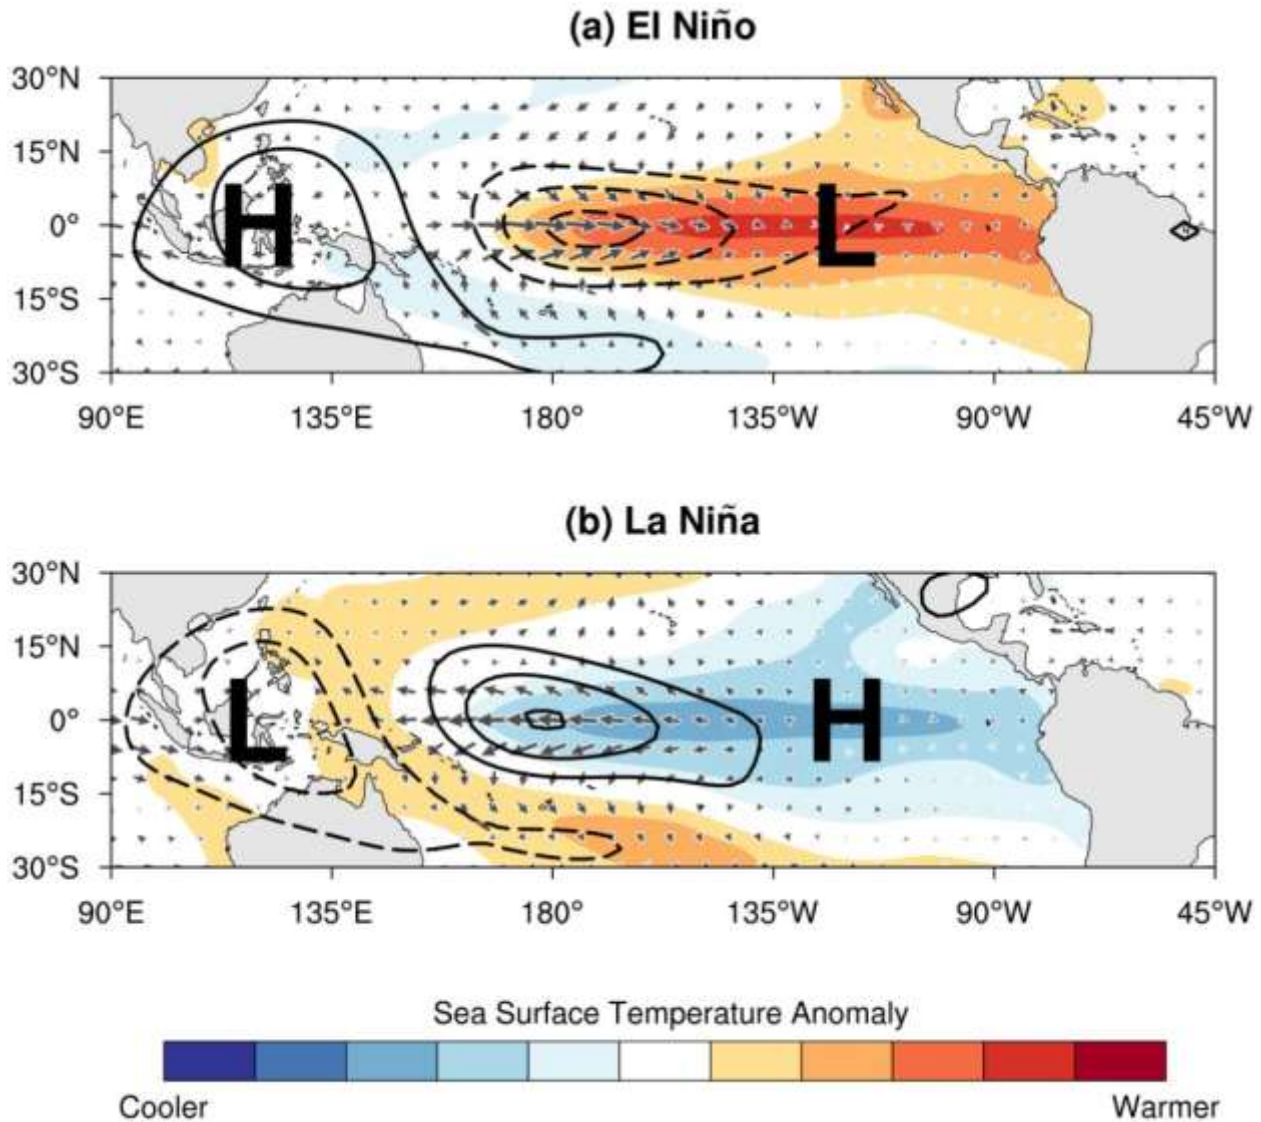 (a) El Niño
30°N
15°N
0°
15°S
30°S
H
L
90°E 135°E 180° 135°W 90°W 45°W
(b) La Niña
30°N
15°N
0°
15°S
30°S
L
H
90°E 135°E 180° 135°W 90°W 45°W
Sea Surface Temperature Anomaly
Cooler Warmer